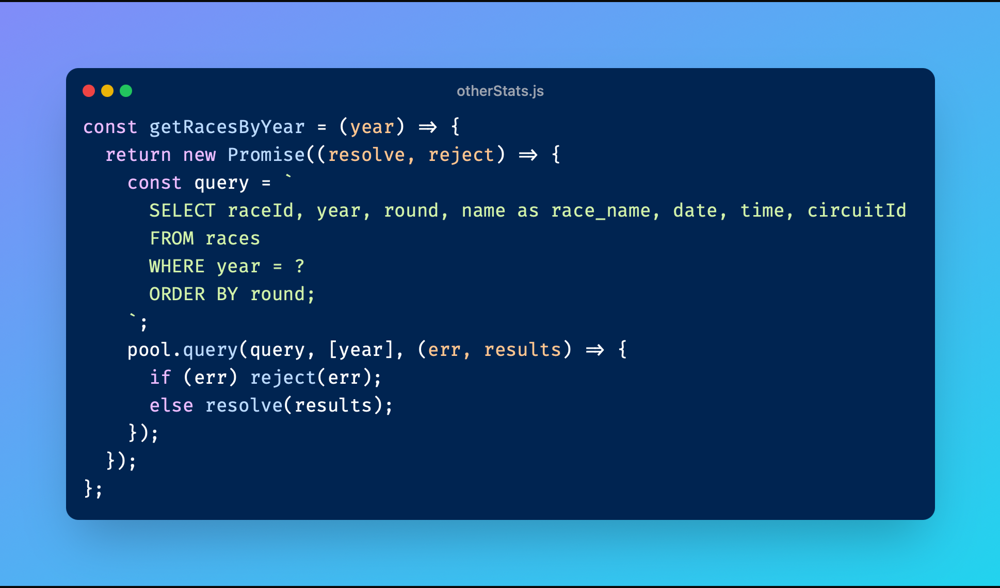 otherStats.js
const getRacesByYear = (year) => {
  return new Promise((resolve, reject) => {
    const query = `
      SELECT raceId, year, round, name as race_name, date, time, circuitId
      FROM races
      WHERE year = ?
      ORDER BY round;
    `;
    pool.query(query, [year], (err, results) => {
      if (err) reject(err);
      else resolve(results);
    });
  });
};